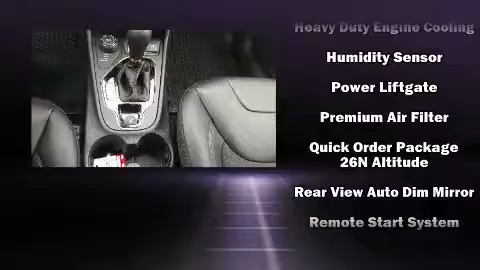 Heavy Duty Engine Cooling
Humidity Sensor
Power Liftgate
Premium Air Filter
Quick Order Package
26N Altitude
Rear View Auto Dim Mirror
Remote Start System